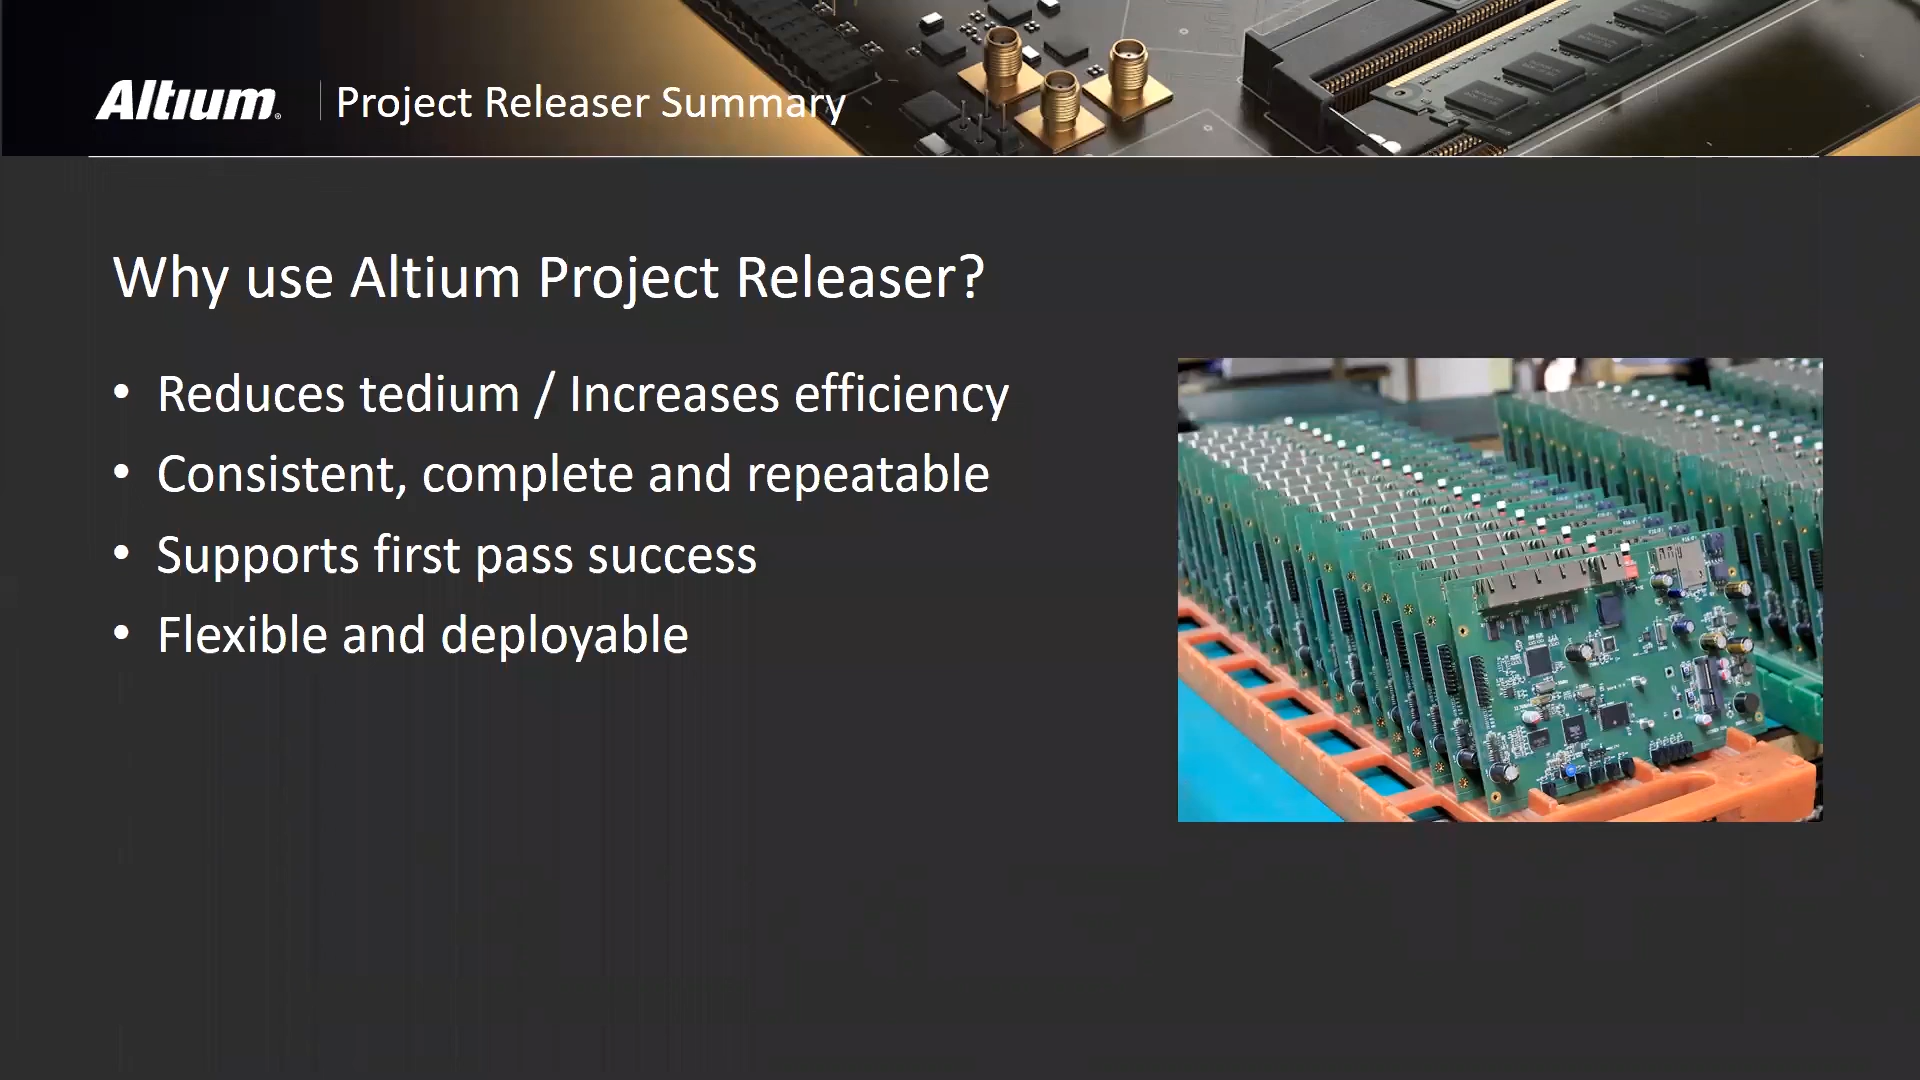 Altium® Project Releaser Summary
Why use Altium Project Releaser?
• Reduces tedium / Increases efficiency
• Consistent, complete and repeatable
• Supports first pass success
• Flexible and deployable